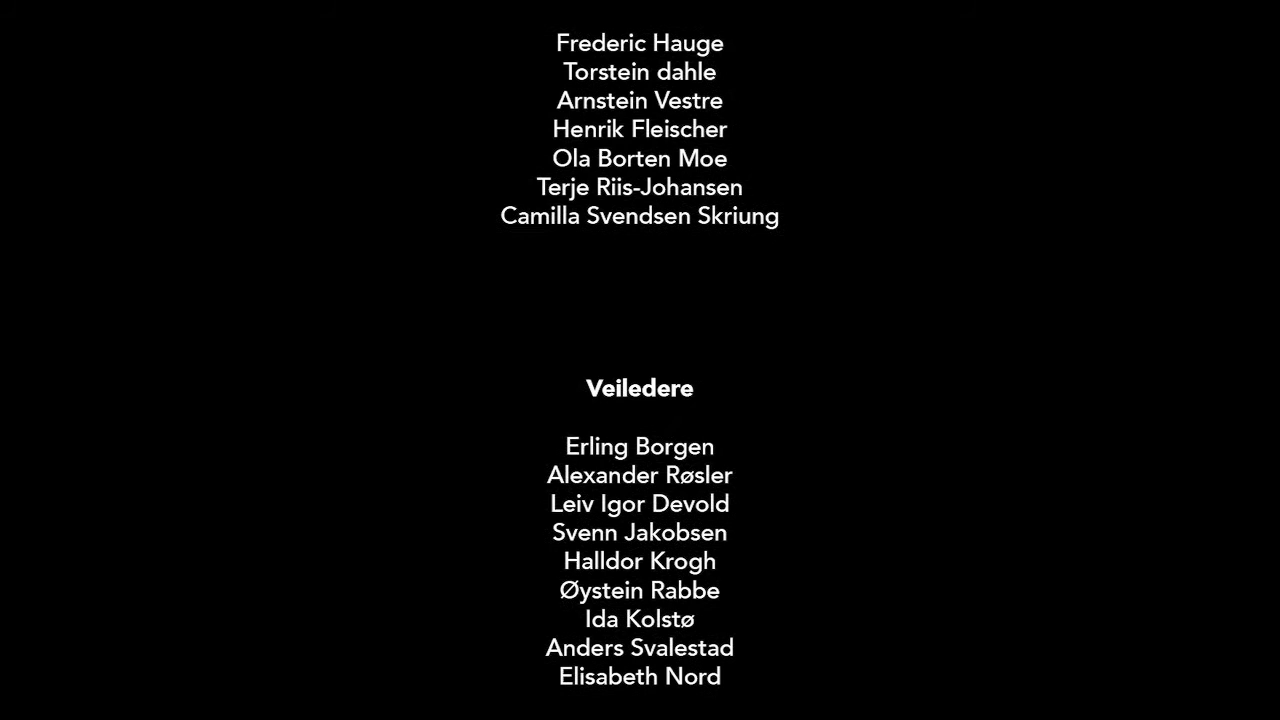 Frederic Hauge
Torstein dahle
Arnstein Vestre
Henrik Fleischer
Ola Borten Moe
Terje Riis-Johansen
Camilla Svendsen Skriung
Veiledere
Erling Borgen
Alexander Røsler
Leiv Igor Devold
Svenn Jakobsen
Halldor Krogh
Øystein Rabbe
Ida Kolstø
Anders Svalestad
Elisabeth Nord